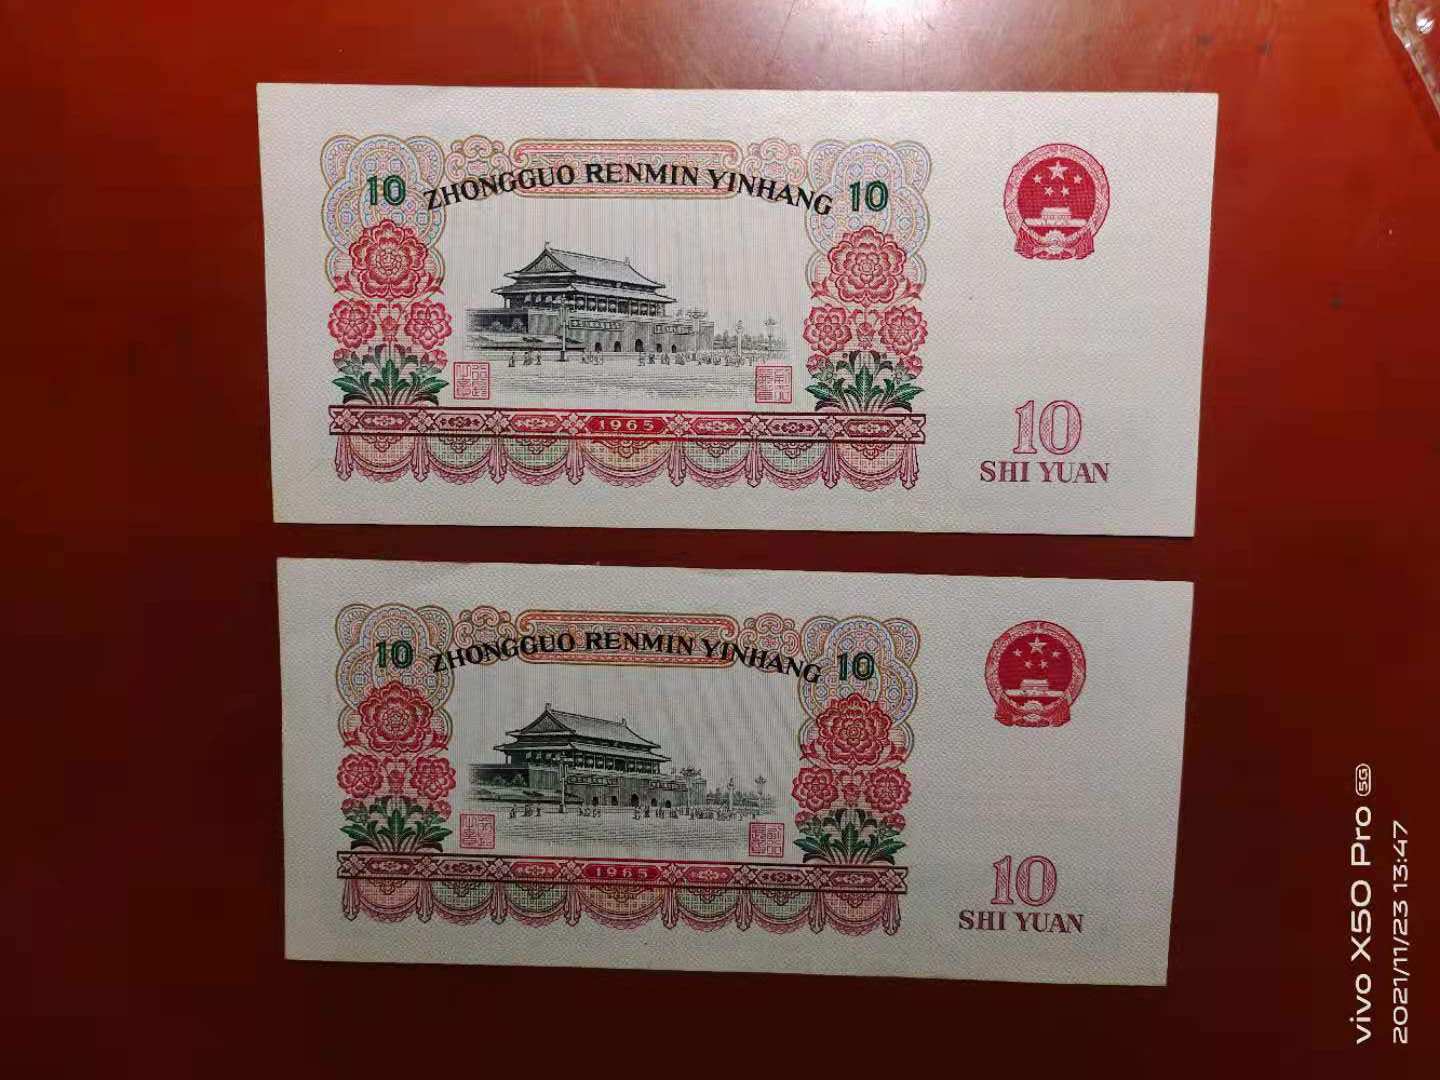 10 ZHONGGUO RENMIN YINHANG 10
1965
10
SHI YUAN
10 ZHONGGUO RENMIN YINHANG 10
1965
10
SHI YUAN
vivo X50 Pro 5G
2021/11/23 13:47